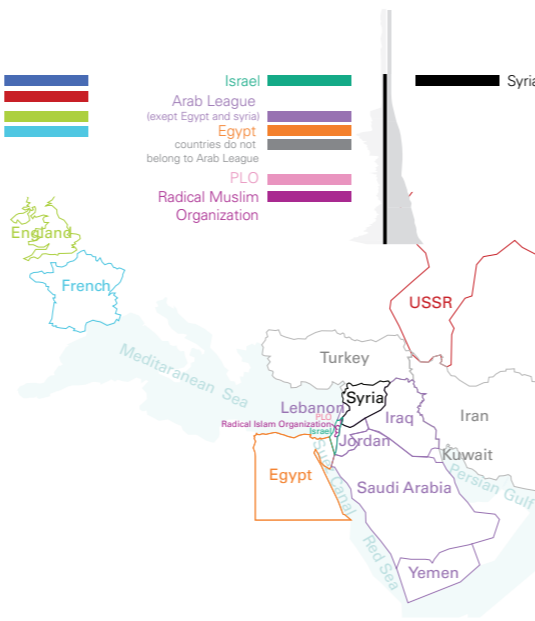 Israel
Syria
Arab League
(exept Egypt and syria)
Egypt
countries do not
belong to Arab League
PLO
Radical Muslim
Organization
England
French
USSR
Meditaranean Sea
Turkey
Syria
Lebanon
PLO
Iraq
Iran
Radical Islam Organization
Israel
Jordan
Kuwait
Egypt
Suez Canal
Saudi Arabia
Persian Gulf
Red Sea
Yemen